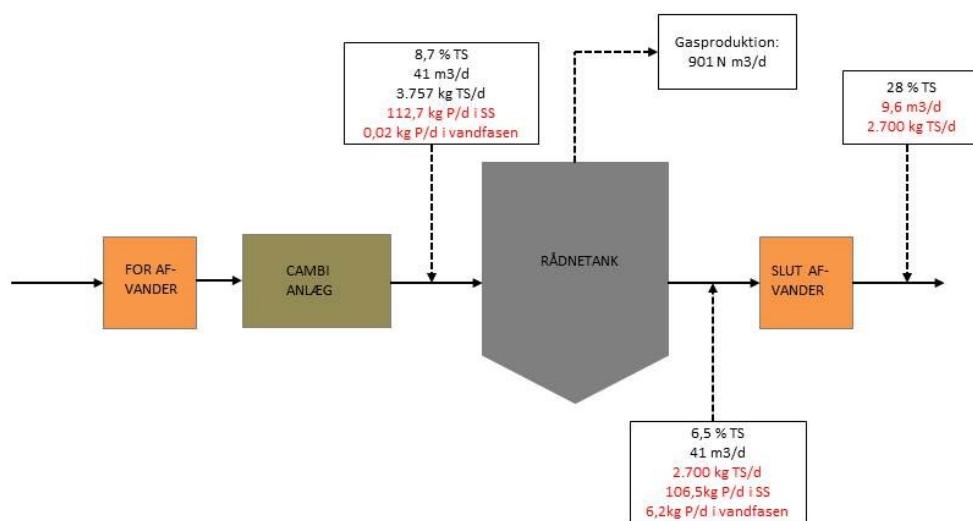 8,7 % TS
41 m3/d
3.757 kg TS/d
112,7 kg P/d i SS
0,02 kg P/d i vandfasen
Gasproduktion:
901 N m3/d
28 % TS
9,6 m3/d
2.700 kg TS/d
FOR AF-
VANDER
CAMBI
ANLÆG
RÅDNETANK
SLUT AF-
VANDER
6,5 % TS
41 m3/d
2.700 kg TS/d
106,5kg P/d i SS
6,2kg P/d i vandfasen